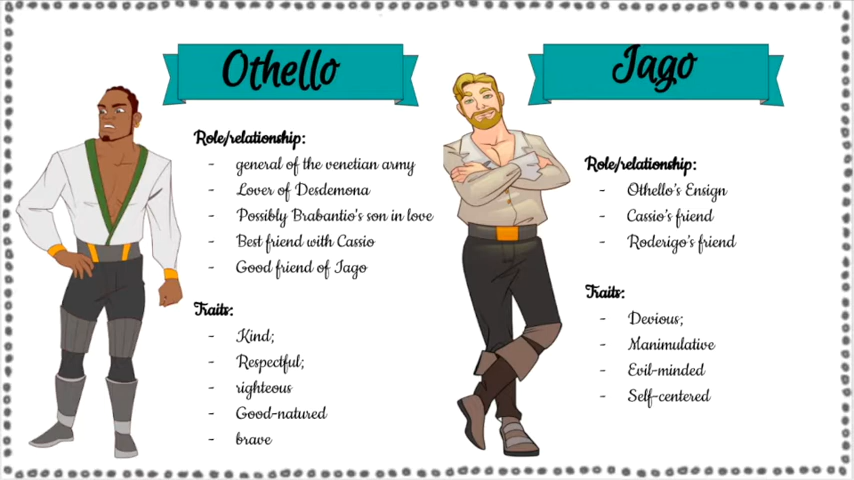 Othello
Role/relationship:
- general of the venetian army
- Lover of Desdemona
- Possibly Brabantio's son in love
- Best friend with Cassio
- Good friend of Iago
Traits:
- Kind;
- Respectful;
- righteous
- Good-natured
- brave
Iago
Role/relationship:
- Othello's Ensign
- Cassio's friend
- Roderigo's friend
Traits:
- Devious;
- Manimulative
- Evil-minded
- Self-centered